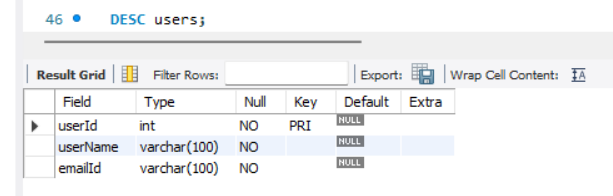 46 DESC users;
Result Grid Filter Rows: Export: Wrap Cell Content: IA
Field Type Null Key Default Extra
userId int NO PRI NULL
userName varchar(100) NO NULL
emailId varchar(100) NO NULL